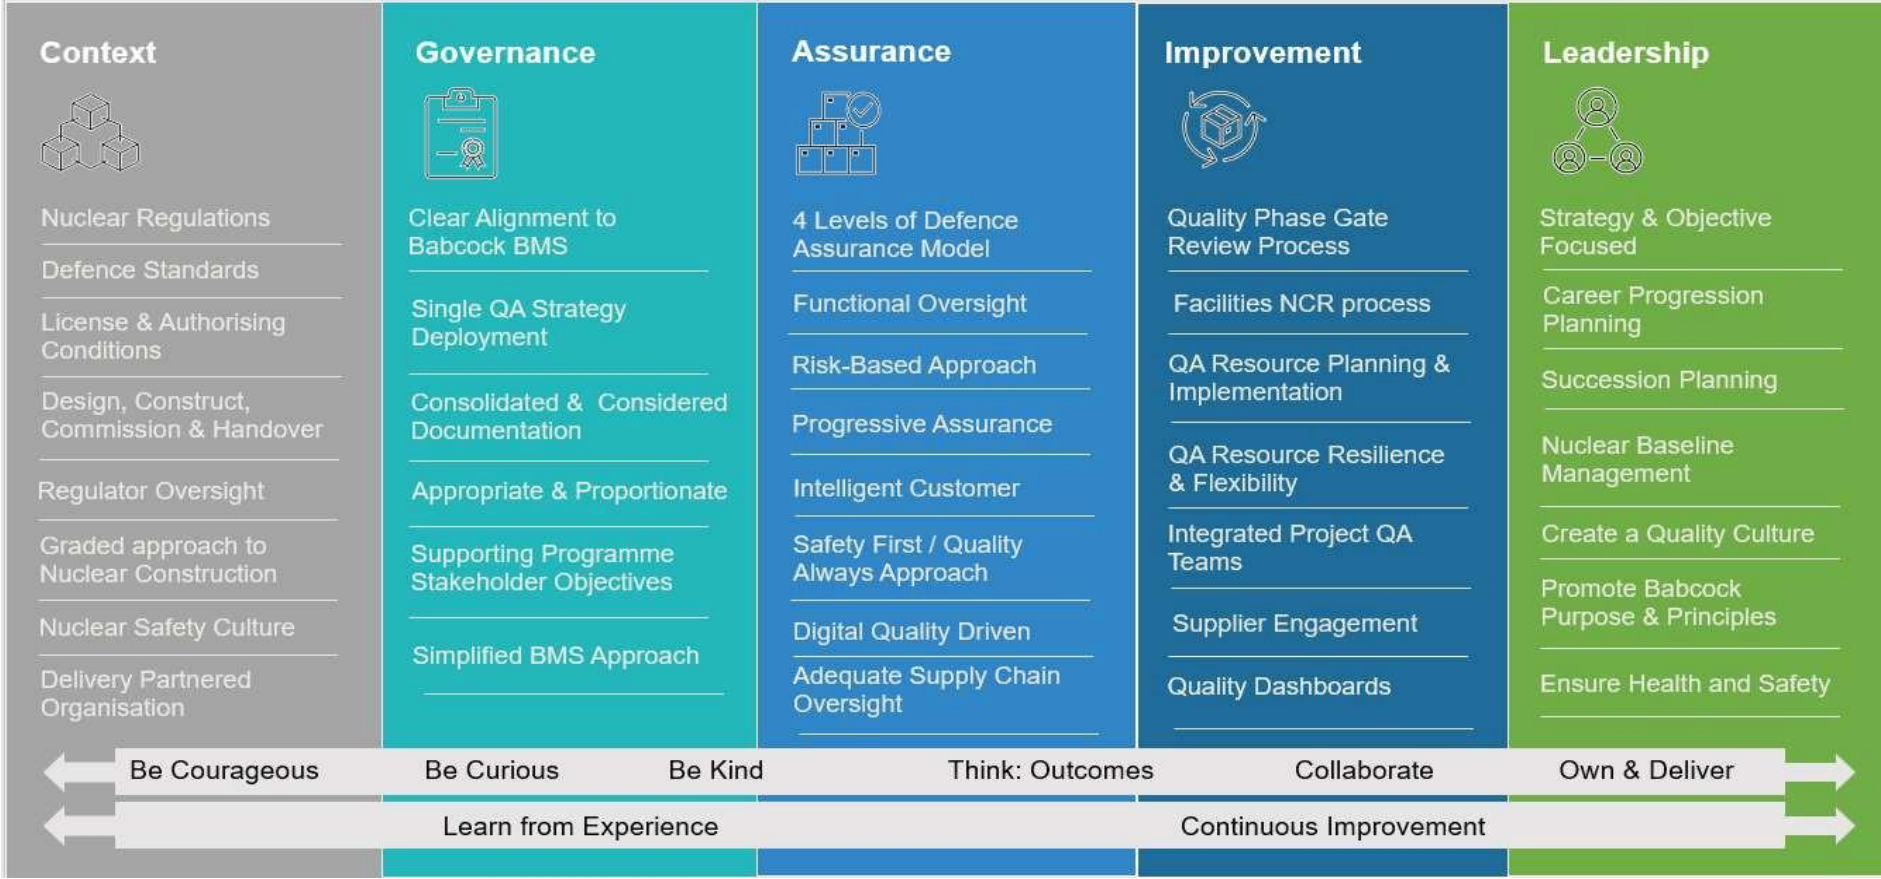 Context
Nuclear Regulations
Defence Standards
License & Authorising
Conditions
Design, Construct,
Commission & Handover
Regulator Oversight
Graded approach to
Nuclear Construction
Nuclear Safety Culture
Delivery Partnered
Organisation
Governance
Clear Alignment to
Babcock BMS
Single QA Strategy
Deployment
Consolidated & Considered
Documentation
Appropriate & Proportionate
Supporting Programme
Stakeholder Objectives
Simplified BMS Approach
Assurance
4 Levels of Defence
Assurance Model
Functional Oversight
Risk-Based Approach
Progressive Assurance
Intelligent Customer
Safety First / Quality
Always Approach
Digital Quality Driven
Adequate Supply Chain
Oversight
Improvement
Quality Phase Gate
Review Process
Facilities NCR process
QA Resource Planning &
Implementation
QA Resource Resilience
& Flexibility
Integrated Project QA
Teams
Supplier Engagement
Quality Dashboards
Leadership
Strategy & Objective
Focused
Career Progression
Planning
Succession Planning
Nuclear Baseline
Management
Create a Quality Culture
Promote Babcock
Purpose & Principles
Ensure Health and Safety
Be Courageous Be Curious Be Kind Think: Outcomes Collaborate Own & Deliver
Learn from Experience Continuous Improvement